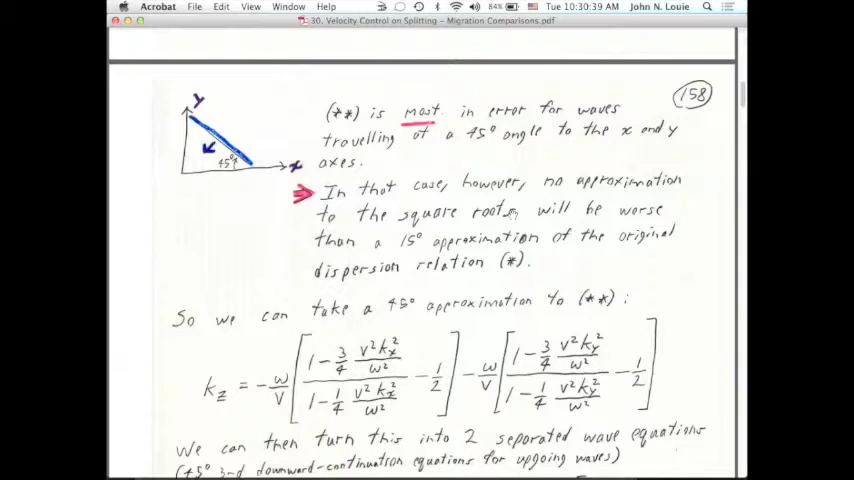 Acrobat File Edit View Window Help 84% Tue 10:30:39 AM John N. Louie
30. Velocity Control on Splitting – Migration Comparisons.pdf
158
y
45°
x
(**) is most in error for waves
travelling at a 45° angle to the x and y
axes.
⇒ In that case, however, no approximation
to the square roots will be worse
than a 15° approximation of the original
dispersion relation (*).
So we can take a 45° approximation to (**):
k_z = -ω/v [ (1 - 3/4 v²k_x²/ω²) / (1 - 1/4 v²k_x²/ω²) - 1/2 ] - ω/v [ (1 - 3/4 v²k_y²/ω²) / (1 - 1/4 v²k_y²/ω²) - 1/2 ]
We can then turn this into 2 separated wave equations
(45° 3-d downward-continuation equations for upgoing waves)